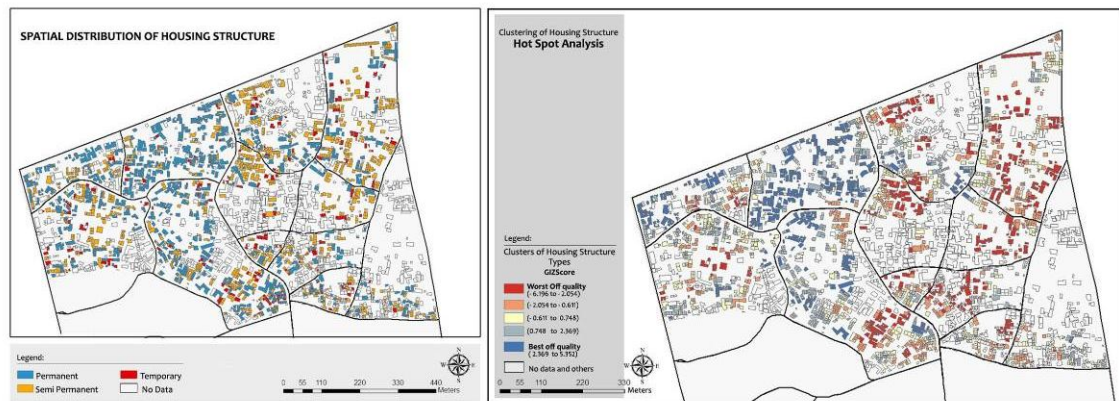 SPATIAL DISTRIBUTION OF HOUSING STRUCTURE
Legend:
Permanent
Temporary
Semi Permanent
No Data
N
W E
S
0 55 110 220 330 440
Meters
Clustering of Housing Structure
Hot Spot Analysis
Legend:
Clusters of Housing Structure
Types
GIZScore
Worst Off quality
(-6.196 to -2.054)
(-2.054 to -0.611)
(-0.611 to 0.748)
(0.748 to 2.369)
Best off quality
(2.369 to 5.352)
No data and others
N
W E
S
0 55 110 220 330
Meters